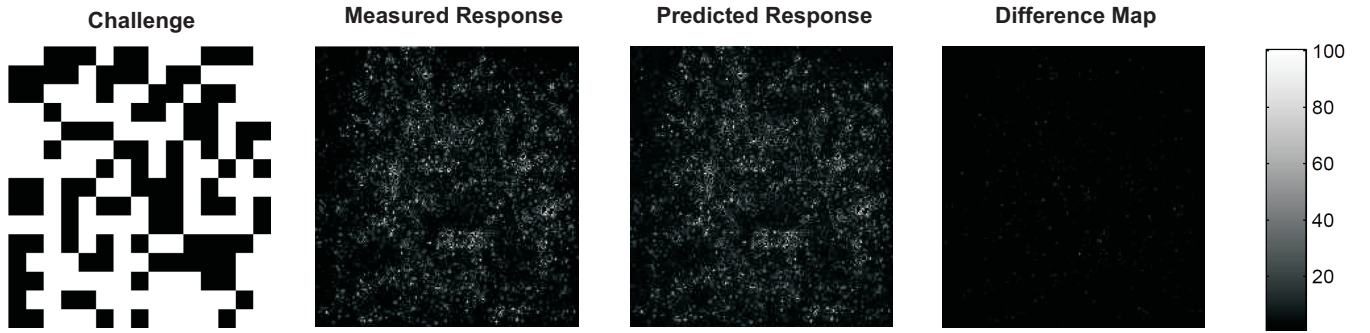 Challenge
Measured Response
Predicted Response
Difference Map
100
80
60
40
20